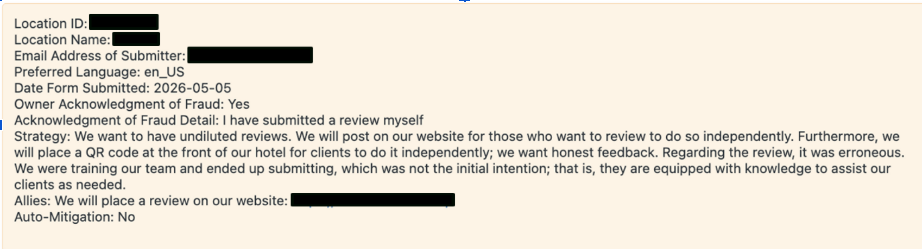 Location ID:
Location Name:
Email Address of Submitter:
Preferred Language: en_US
Date Form Submitted: 2026-05-05
Owner Acknowledgment of Fraud: Yes
Acknowledgment of Fraud Detail: I have submitted a review myself
Strategy: We want to have undiluted reviews. We will post on our website for those who want to review to do so independently. Furthermore, we
will place a QR code at the front of our hotel for clients to do it independently; we want honest feedback. Regarding the review, it was erroneous.
We were training our team and ended up submitting, which was not the initial intention; that is, they are equipped with knowledge to assist our
clients as needed.
Allies: We will place a review on our website:
Auto-Mitigation: No